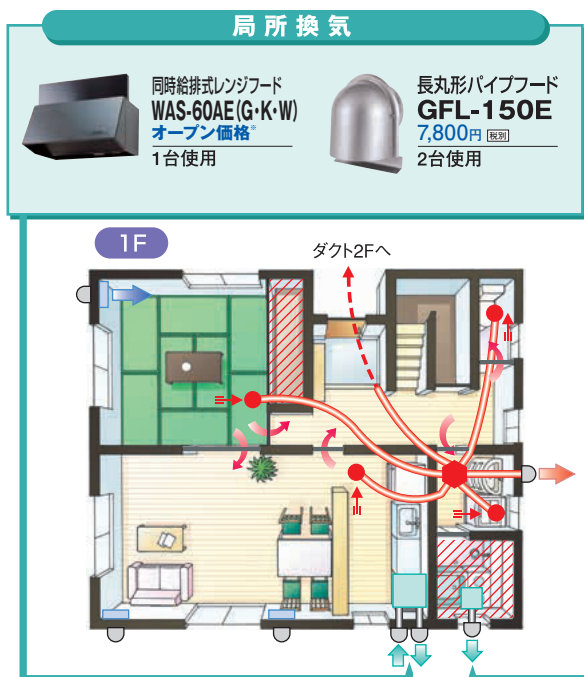 局所換気
同時給排式レンジフード
WAS-60AE(G・K・W)
オープン価格※
1台使用
長丸形パイプフード
GFL-150E
7,800円 税別
2台使用
1F
ダクト2Fへ